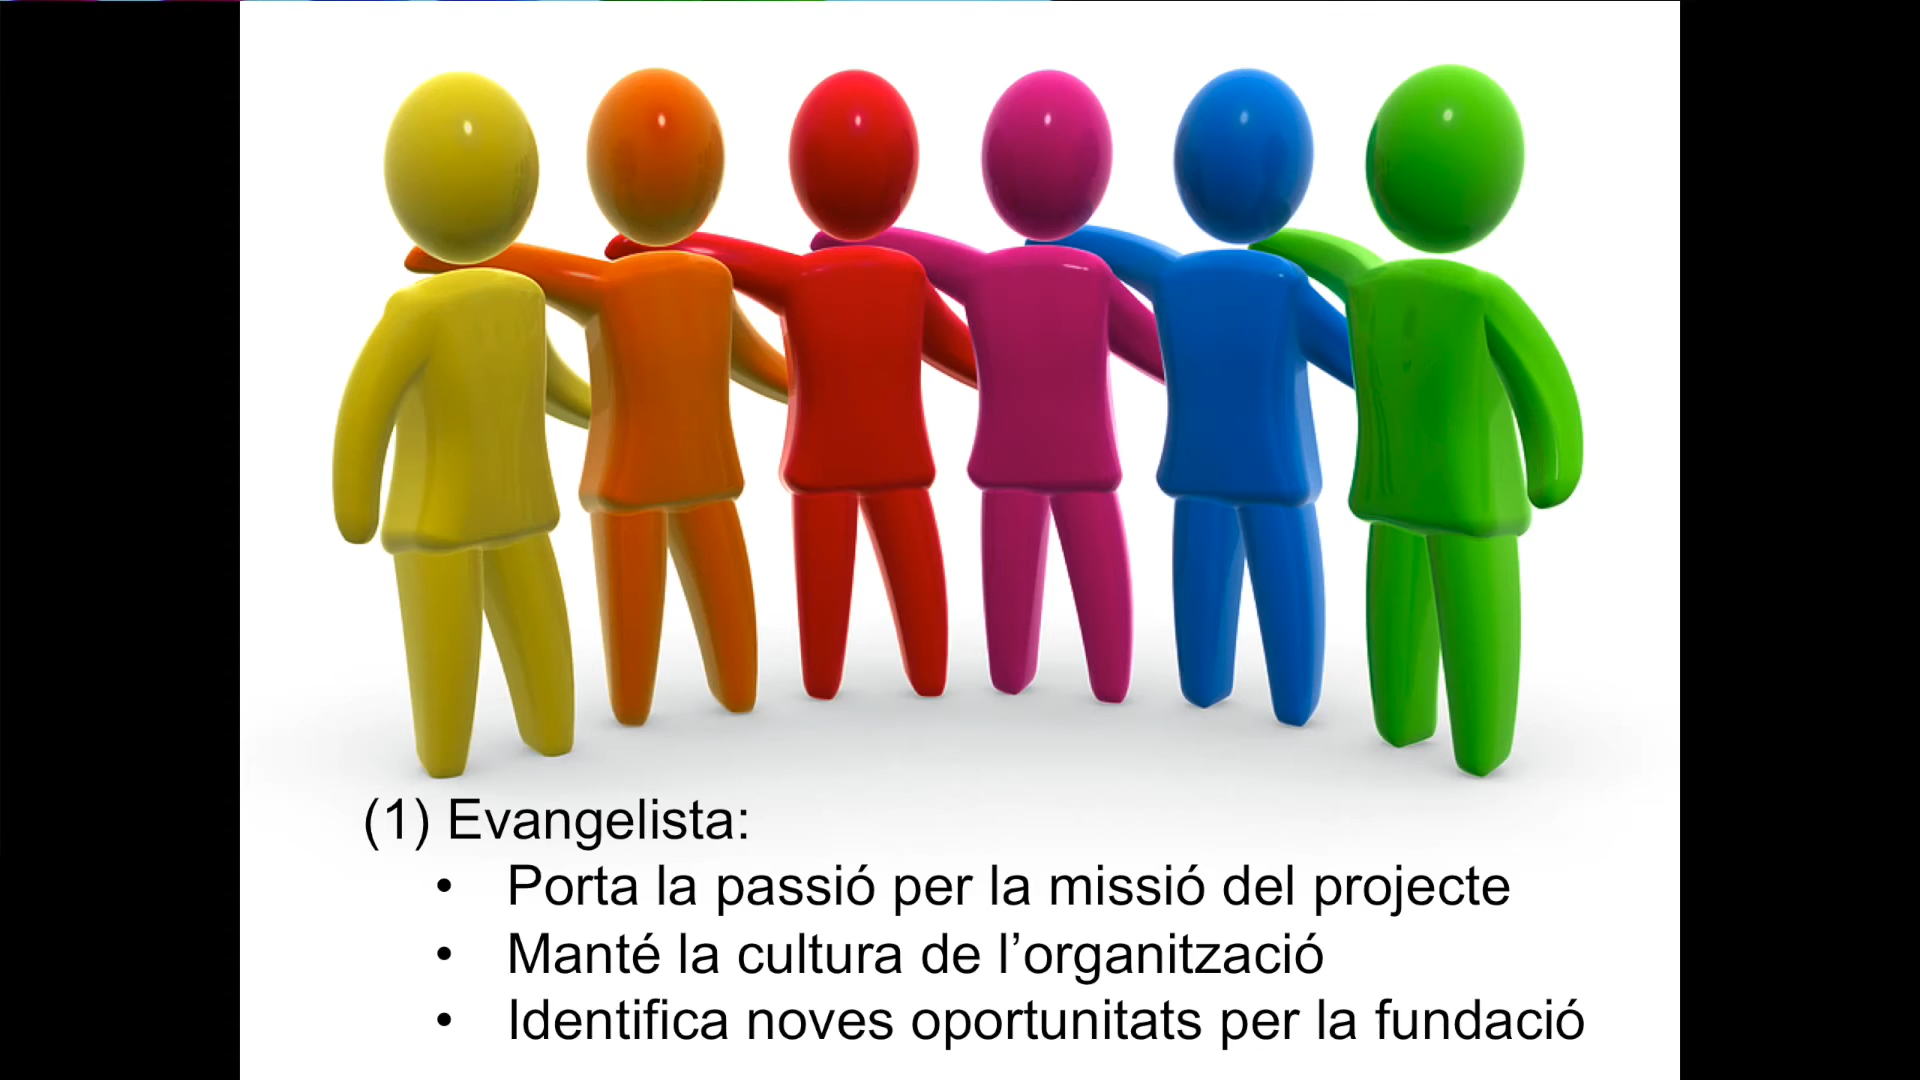 (1) Evangelista:
• Porta la passió per la missió del projecte
• Manté la cultura de l’organització
• Identifica noves oportunitats per la fundació